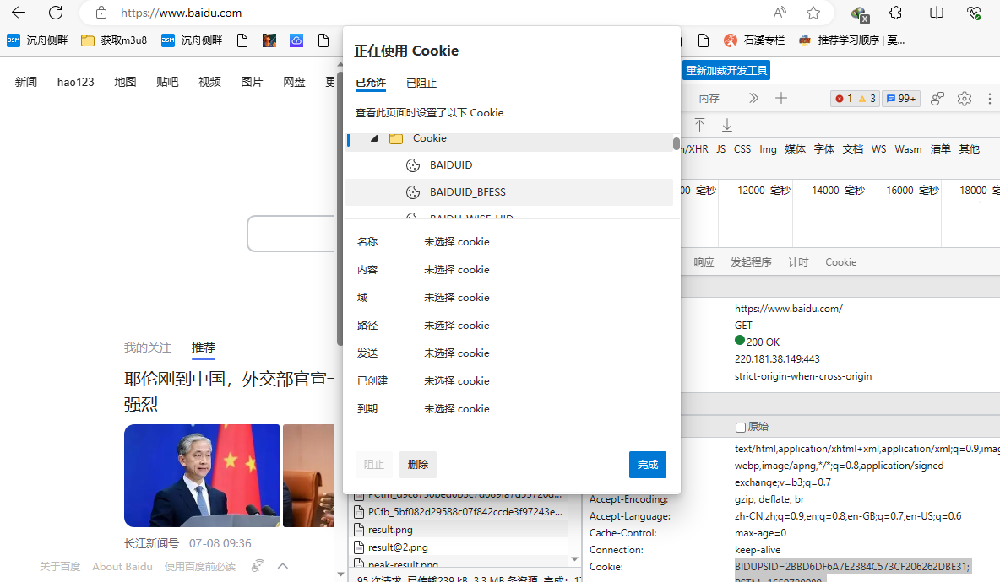 https://www.baidu.com
沉舟侧畔
获取m3u8
沉舟侧畔
石溪专栏
推荐学习顺序 | 莫...
新闻
hao123
地图
贴吧
视频
图片
网盘
我的关注
推荐
耶伦刚到中国，外交部官宣
强烈
长江新闻号 07-08 09:36
关于百度
About Baidu
使用百度前必读
正在使用 Cookie
已允许
已阻止
查看此页面时设置了以下 Cookie
Cookie
BAIDUID
BAIDUID_BFESS
BAIDU_WISE_UID
名称 未选择 cookie
内容 未选择 cookie
域 未选择 cookie
路径 未选择 cookie
发送 未选择 cookie
已创建 未选择 cookie
到期 未选择 cookie
阻止
删除
完成
PCfb_5bf082d29588c07f842ccde3f97243e...
result.png
result@2.png
peak-result.png
95 次请求 已传输239 kB 3.3 MB 条资源 完成：
重新加载开发工具
内存
1
3
99+
/XHR JS CSS Img 媒体 字体 文档 WS Wasm 清单 其他
00 毫秒 12000 毫秒 14000 毫秒 16000 毫秒 18000
响应 发起程序 计时 Cookie
https://www.baidu.com/
GET
200 OK
220.181.38.149:443
strict-origin-when-cross-origin
原始
text/html,application/xhtml+xml,application/xml;q=0.9,imag
webp,image/apng,*/*;q=0.8,application/signed-
exchange;v=b3;q=0.7
Accept-Encoding: gzip, deflate, br
Accept-Language: zh-CN,zh;q=0.9,en;q=0.8,en-GB;q=0.7,en-US;q=0.6
Cache-Control: max-age=0
Connection: keep-alive
Cookie: BIDUPSID=2BBD6DF6A7E2384C573CF206262DBE31;